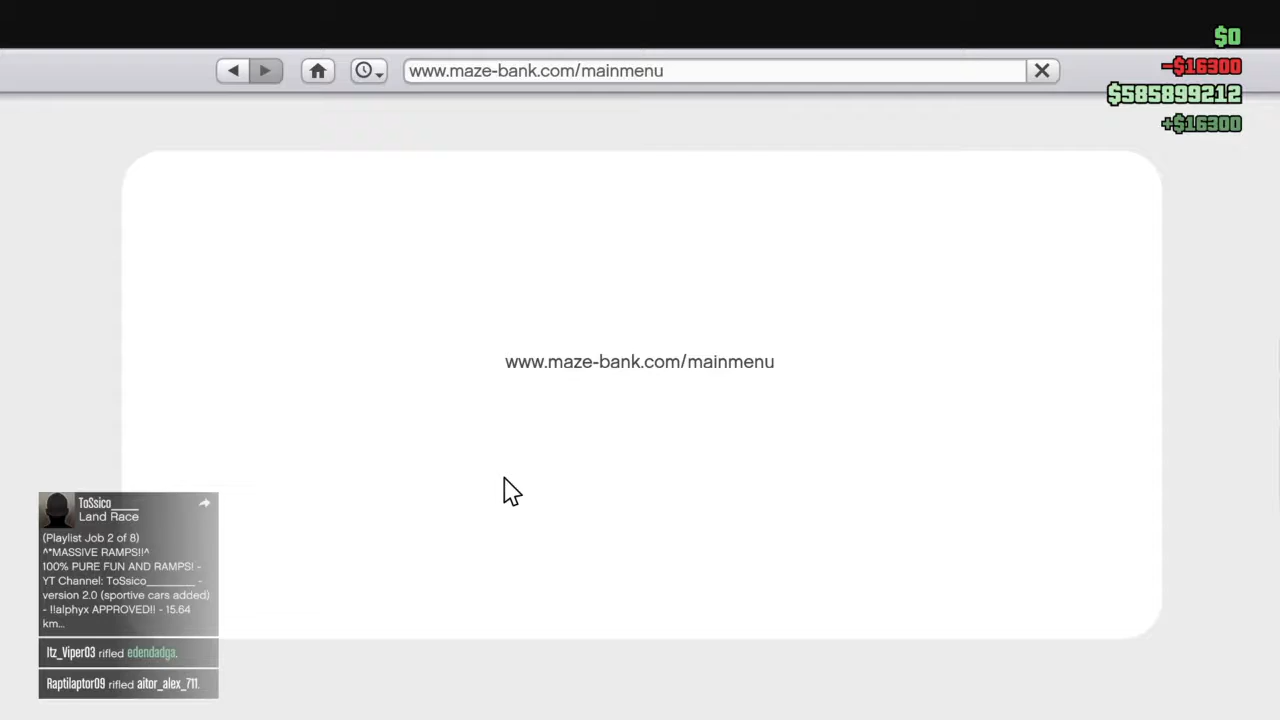 www.maze-bank.com/mainmenu
$0
-$16300
$585899212
+$16300
www.maze-bank.com/mainmenu
ToSsico____
Land Race
(Playlist Job 2 of 8)
^*MASSIVE RAMPS!!^
100% PURE FUN AND RAMPS! -
YT Channel: ToSsico________ -
version 2.0 (sportive cars added)
- !!alphyx APPROVED!! - 15.64
km...
Itz_Viper03 rifled edendadga.
Raptilaptor09 rifled aitor_alex_711.